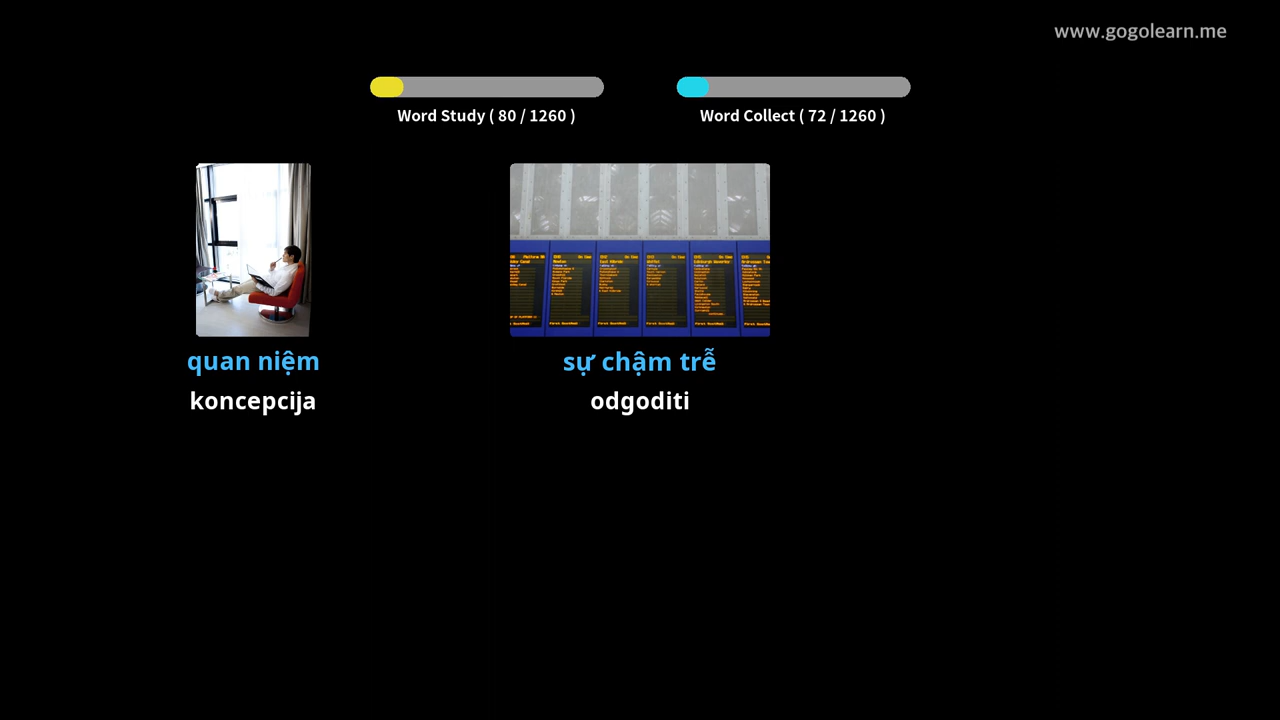 www.gogolearn.me
Word Study ( 80 / 1260 )
Word Collect ( 72 / 1260 )
quan niệm
koncepcija
sự chậm trễ
odgoditi